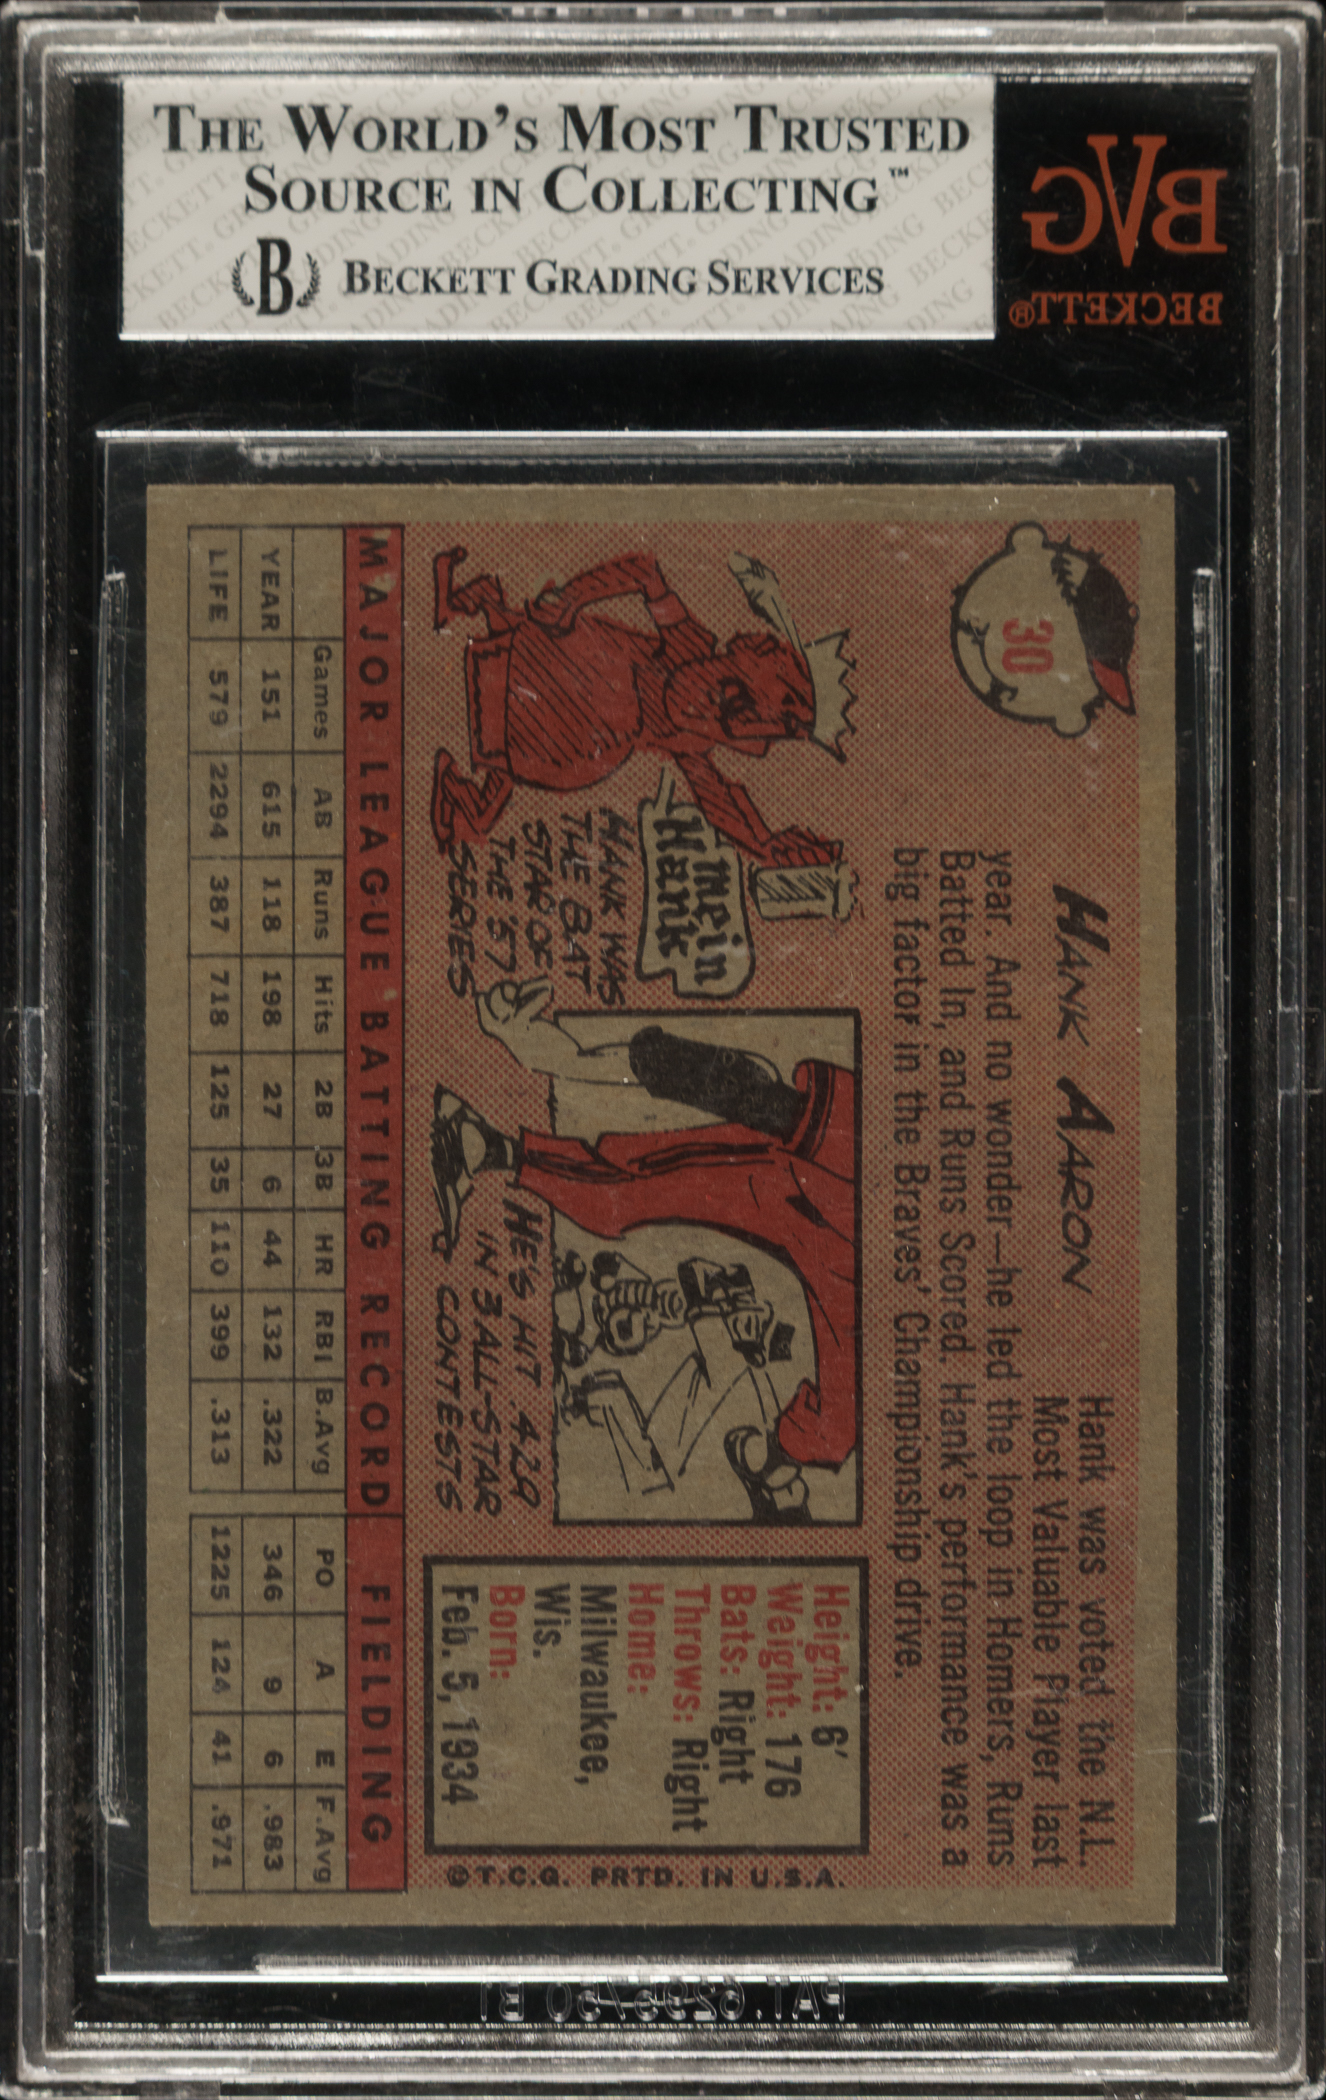 THE WORLD'S MOST TRUSTED
SOURCE IN COLLECTING™
B BECKETT GRADING SERVICES
BVG
BECKETT®
30
HANK AARON
Hank was voted the N.L.
Most Valuable Player last
year. And no wonder—he led the loop in Homers, Runs
Batted In, and Runs Scored. Hank's performance was a
big factor in the Braves' Championship drive.
Mein
Hank
HANK WAS
THE BAT
STAR OF
THE '57
SERIES
HE'S HIT .429
IN 3 ALL-STAR
CONTESTS
Height: 6'
Weight: 176
Bats: Right
Throws: Right
Home:
Milwaukee,
Wis.
Born:
Feb. 5, 1934
© T.C.G. PRTD. IN U.S.A.
MAJOR LEAGUE BATTING RECORD FIELDING
Games AB Runs Hits 2B 3B HR RBI B.Avg PO A E F.Avg
YEAR 151 615 118 198 27 6 44 132 .322 346 9 6 .983
LIFE 579 2294 387 718 125 35 110 399 .313 1225 124 41 .971